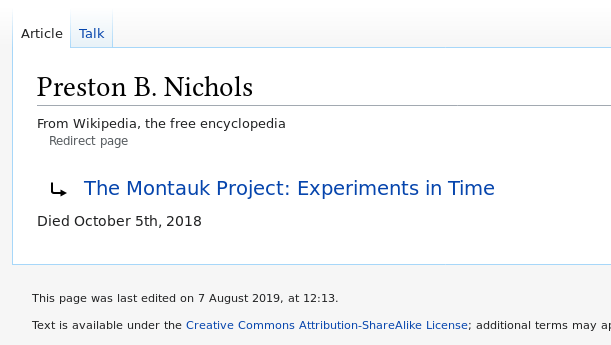 Article Talk
Preston B. Nichols
From Wikipedia, the free encyclopedia
Redirect page
The Montauk Project: Experiments in Time
Died October 5th, 2018
This page was last edited on 7 August 2019, at 12:13.
Text is available under the Creative Commons Attribution-ShareAlike License; additional terms may